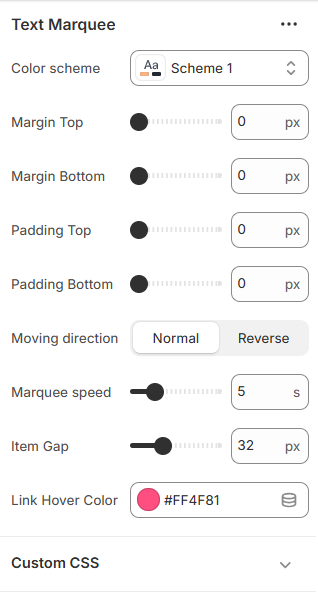 Text Marquee
Color scheme Aa Scheme 1
Margin Top 0 px
Margin Bottom 0 px
Padding Top 0 px
Padding Bottom 0 px
Moving direction Normal Reverse
Marquee speed 5 s
Item Gap 32 px
Link Hover Color #FF4F81
Custom CSS